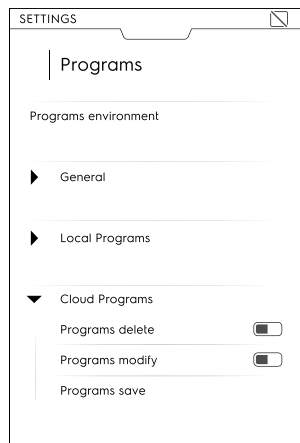 SETTINGS
Programs
Programs environment
General
Local Programs
Cloud Programs
Programs delete
Programs modify
Programs save